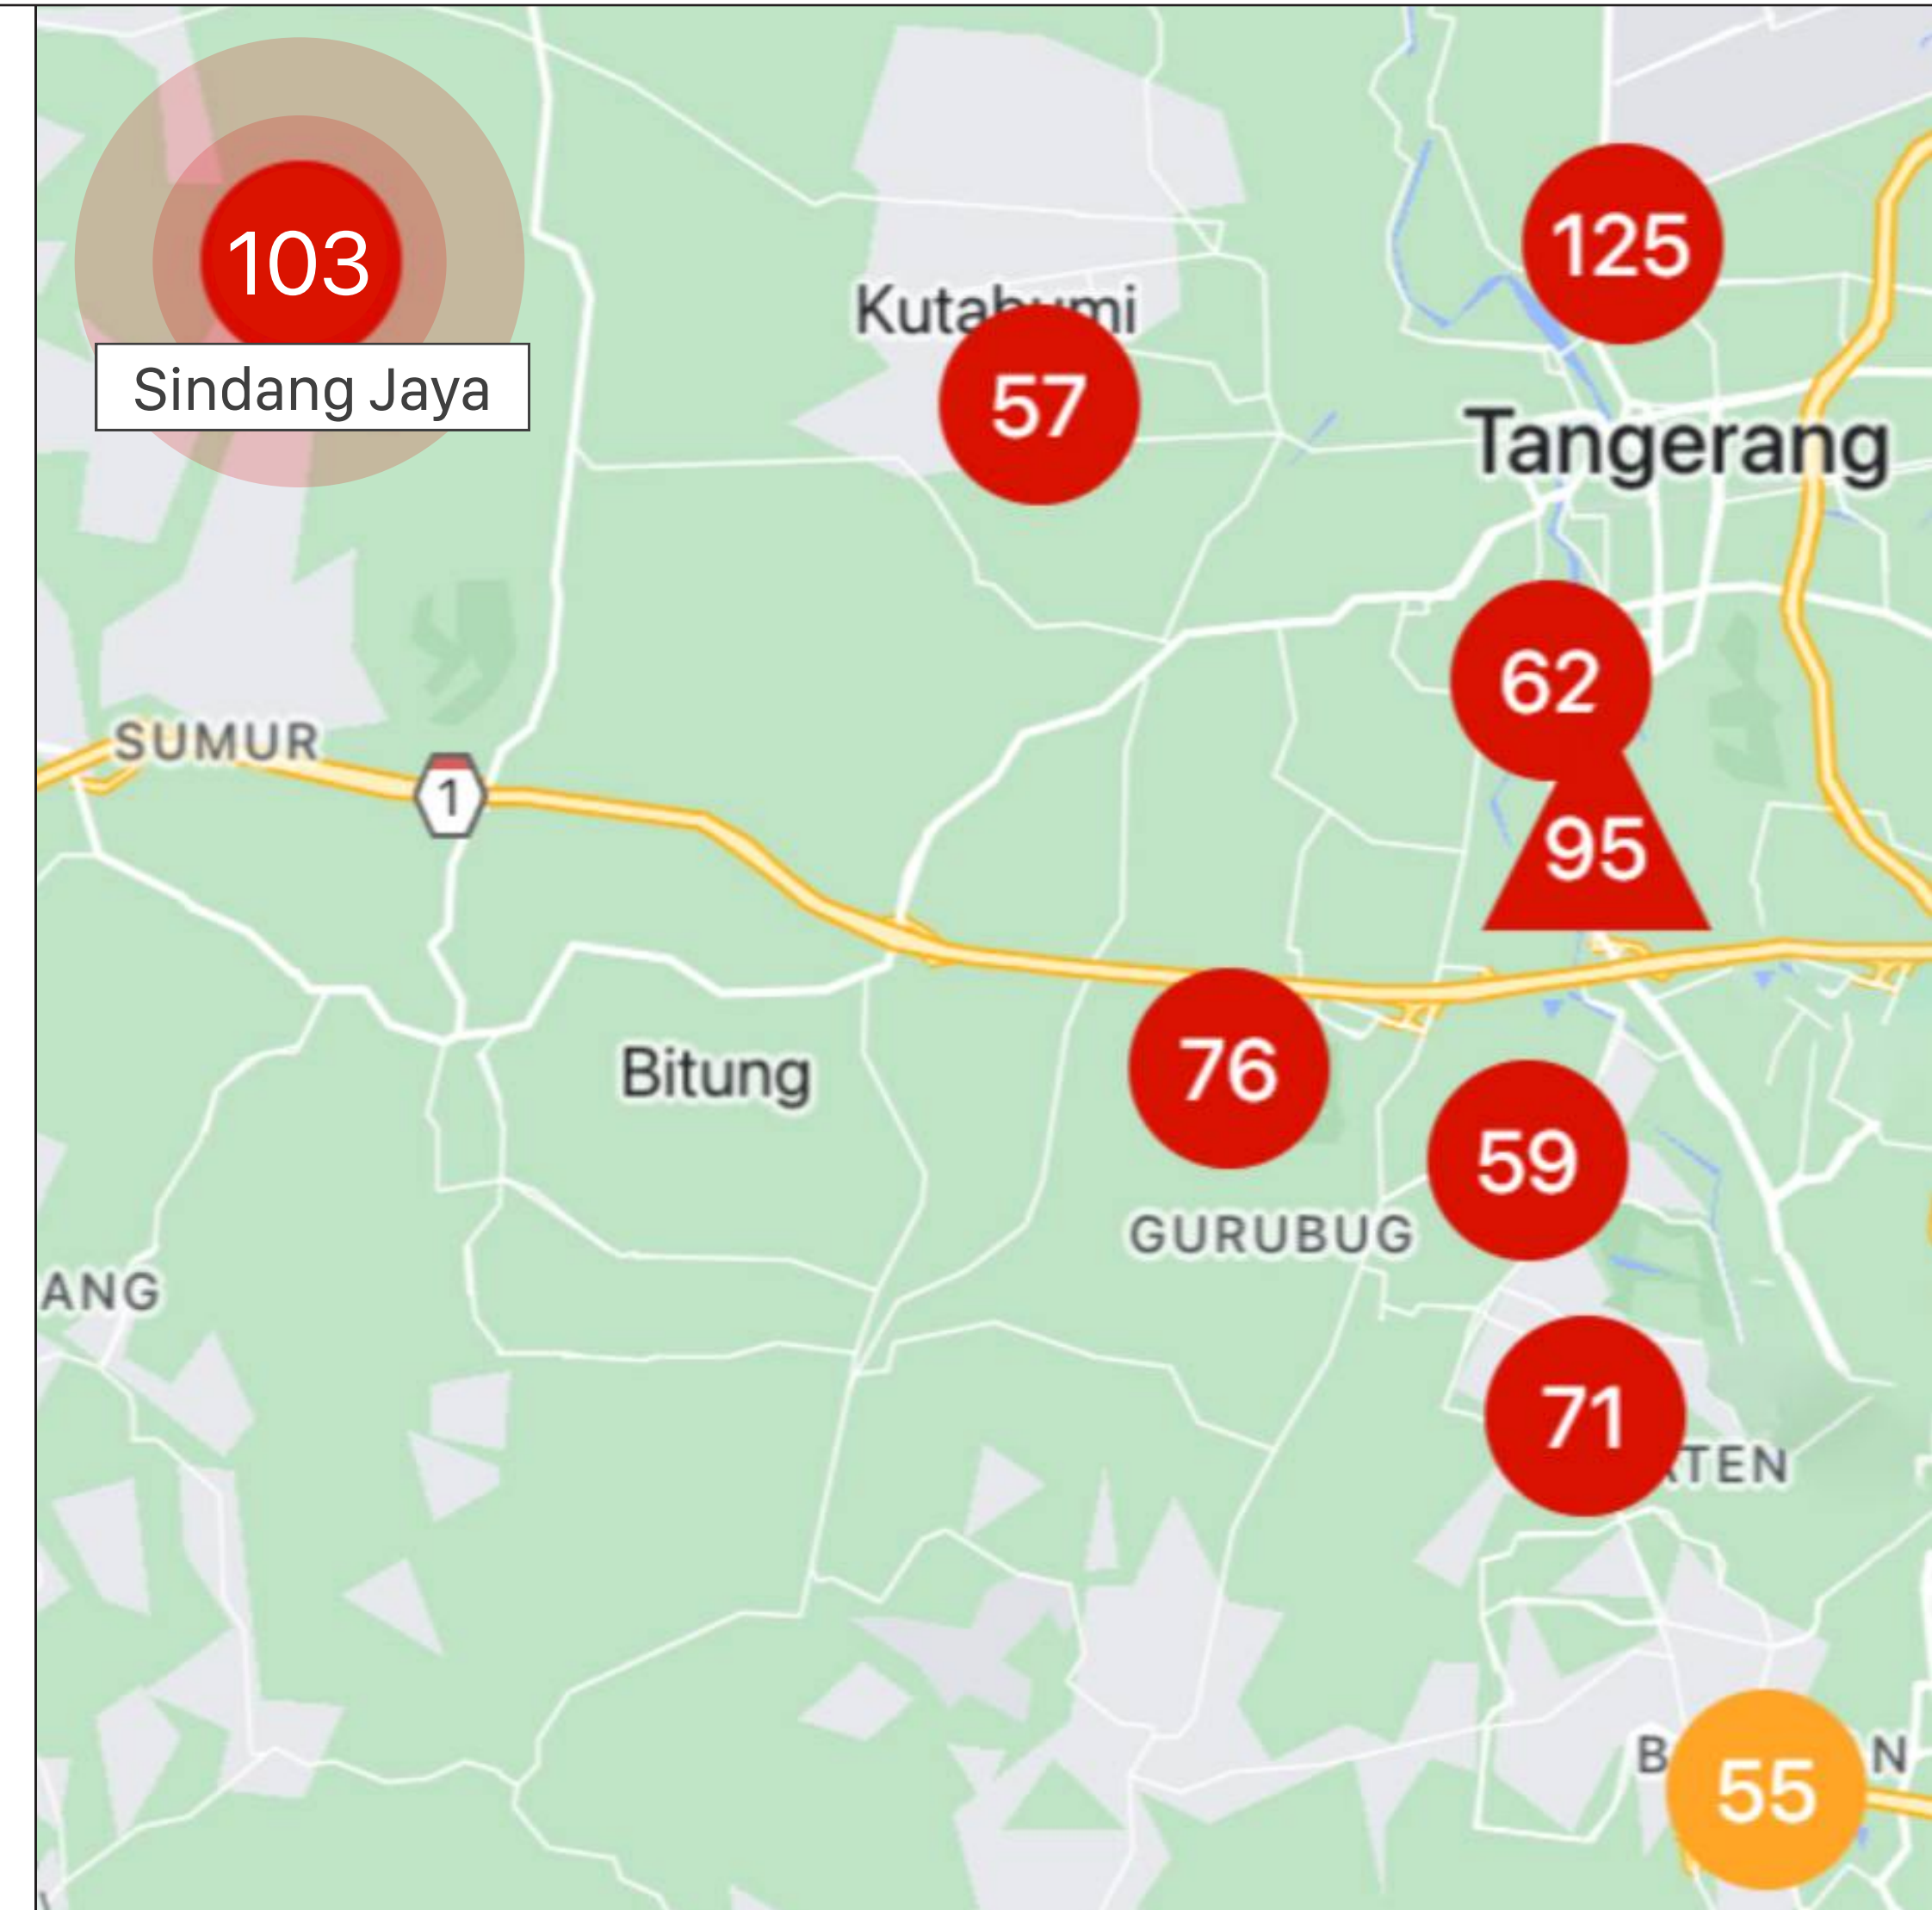 103
Sindang Jaya
125
Kutabumi
57
Tangerang
62
SUMUR
1
95
Bitung
76
59
GURUBUG
ANG
71
TEN
B
N
55